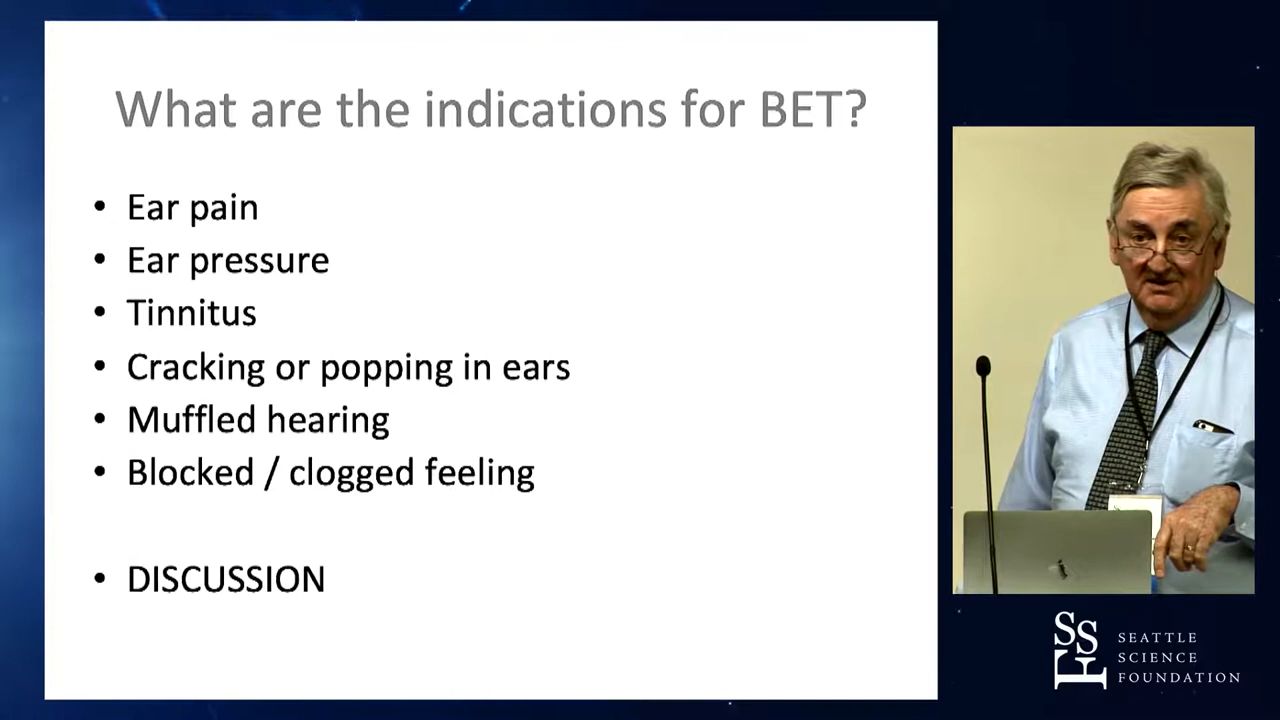 What are the indications for BET?
• Ear pain
• Ear pressure
• Tinnitus
• Cracking or popping in ears
• Muffled hearing
• Blocked / clogged feeling
• DISCUSSION
SSF
SEATTLE
SCIENCE
FOUNDATION